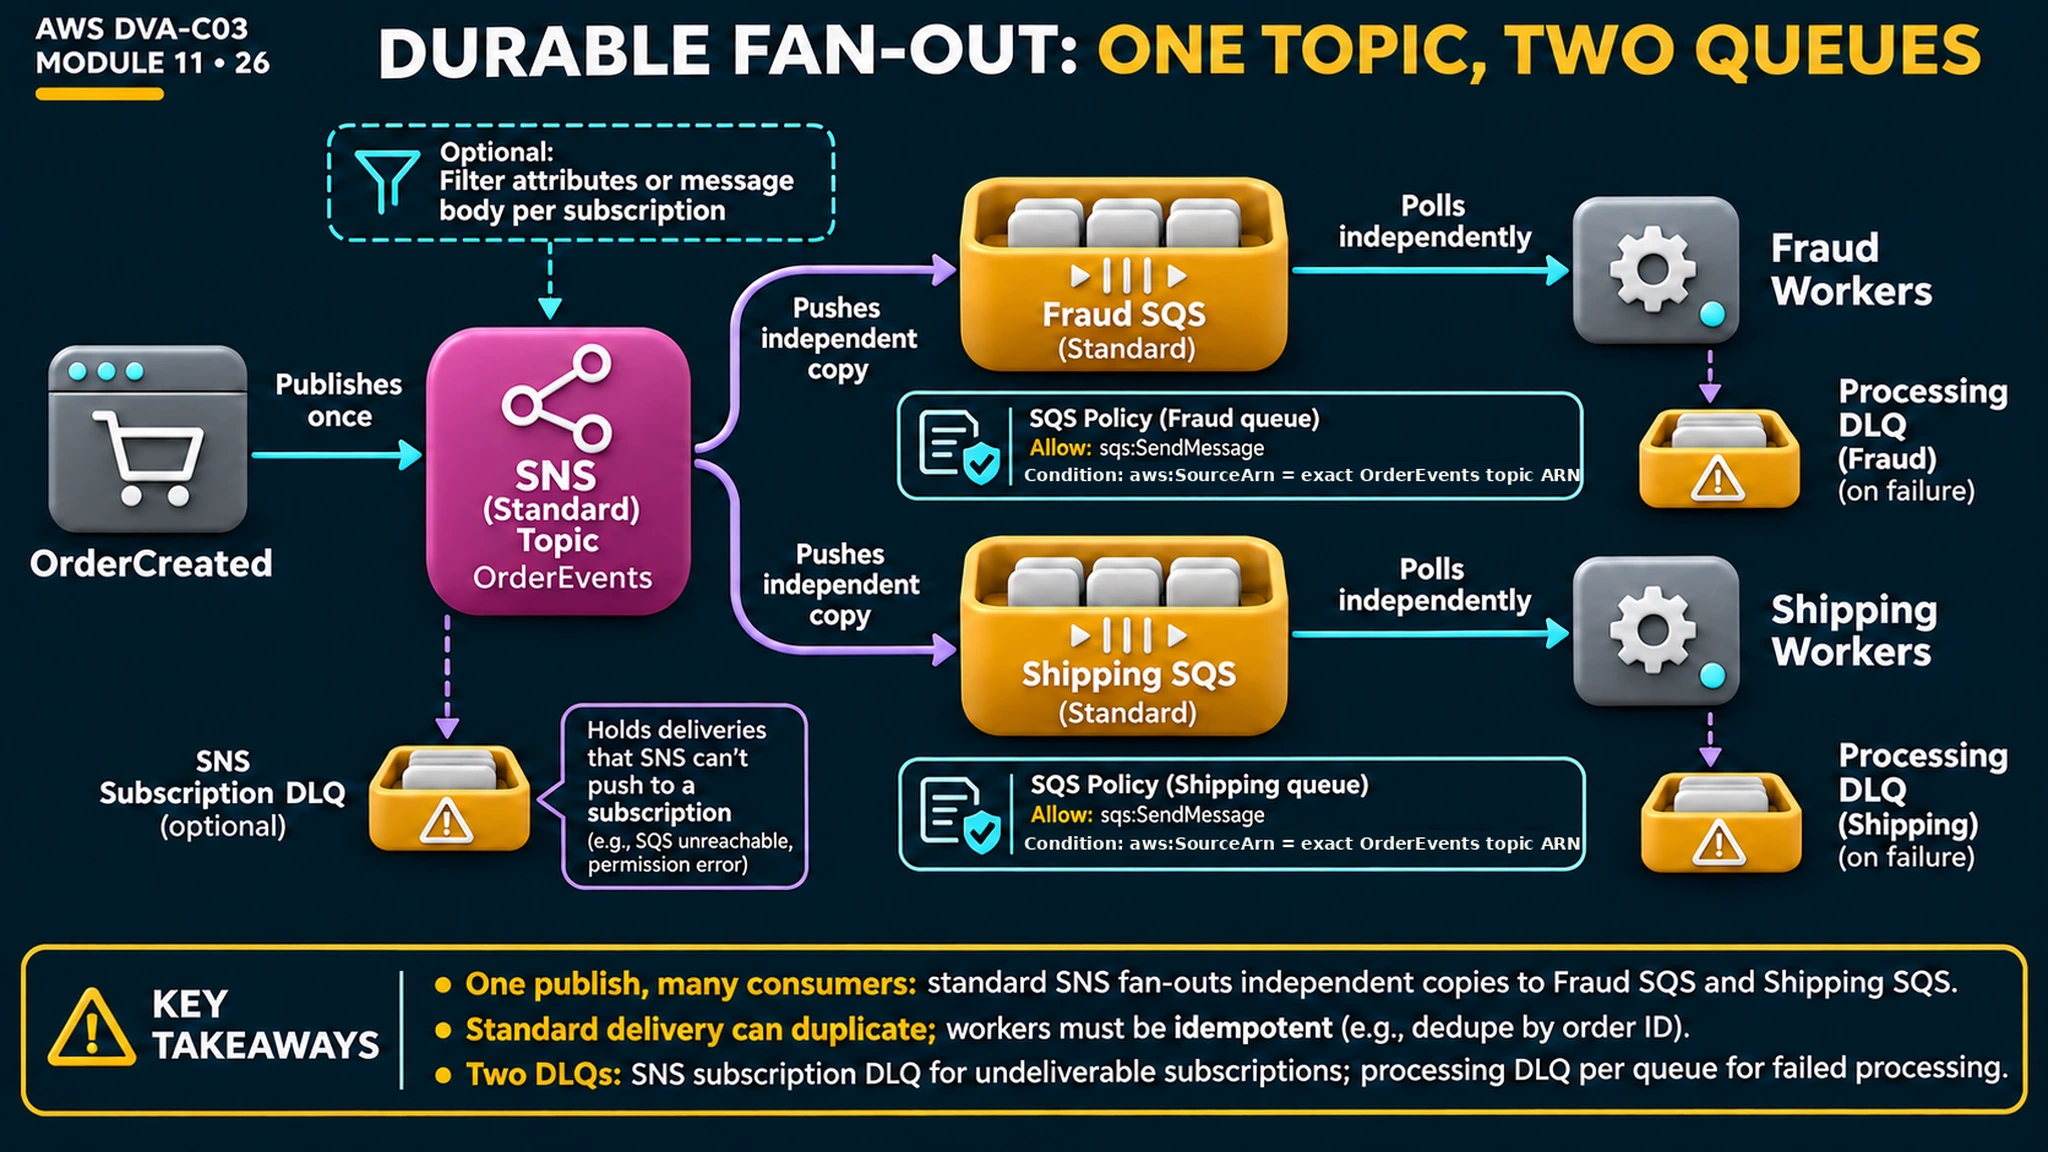 AWS DVA-C03
MODULE 11 • 26
DURABLE FAN-OUT: ONE TOPIC, TWO QUEUES
Optional:
Filter attributes or message
body per subscription
OrderCreated
Publishes
once
SNS
(Standard)
Topic
OrderEvents
Pushes
independent
copy
Fraud SQS
(Standard)
Polls
independently
Fraud
Workers
SQS Policy (Fraud queue)
Allow: sqs:SendMessage
Condition: aws:SourceArn = exact OrderEvents topic ARN
Processing
DLQ
(Fraud)
(on failure)
Pushes
independent
copy
Shipping SQS
(Standard)
Polls
independently
Shipping
Workers
SQS Policy (Shipping queue)
Allow: sqs:SendMessage
Condition: aws:SourceArn = exact OrderEvents topic ARN
Processing
DLQ
(Shipping)
(on failure)
SNS
Subscription DLQ
(optional)
Holds deliveries
that SNS can't
push to a
subscription
(e.g., SQS unreachable,
permission error)
KEY
TAKEAWAYS
• One publish, many consumers: standard SNS fan-outs independent copies to Fraud SQS and Shipping SQS.
• Standard delivery can duplicate; workers must be idempotent (e.g., dedupe by order ID).
• Two DLQs: SNS subscription DLQ for undeliverable subscriptions; processing DLQ per queue for failed processing.